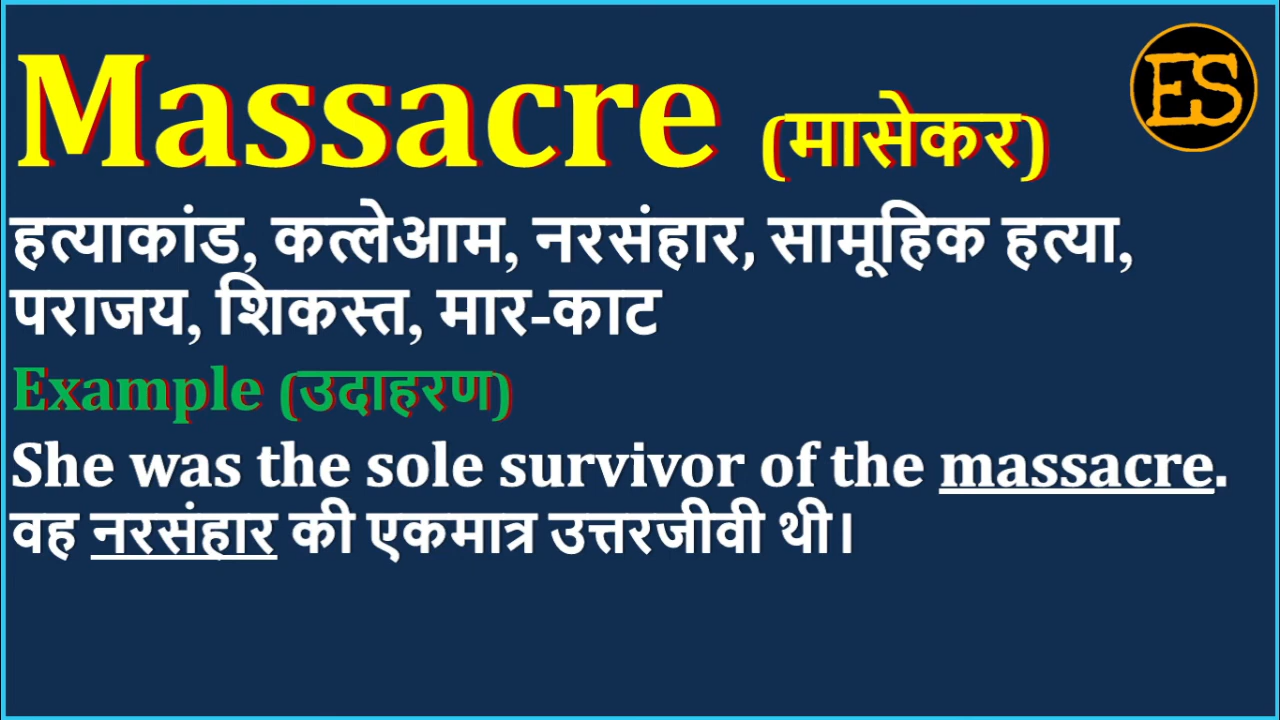 Massacre (मासेकर)
ES
हत्याकांड, कत्लेआम, नरसंहार, सामूहिक हत्या,
पराजय, शिकस्त, मार-काट
Example (उदाहरण)
She was the sole survivor of the massacre.
वह नरसंहार की एकमात्र उत्तरजीवी थी।